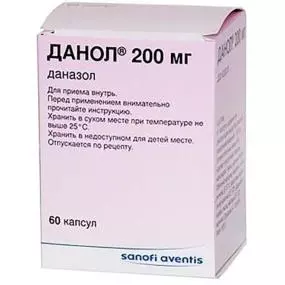 ДАНОЛ® 200 мг
даназол
Для приема внутрь.
Перед применением внимательно
прочитайте инструкцию.
Хранить в сухом месте при температуре не
выше 25°С.
Хранить в недоступном для детей месте.
Отпускается по рецепту.
60 капсул
sanofi aventis